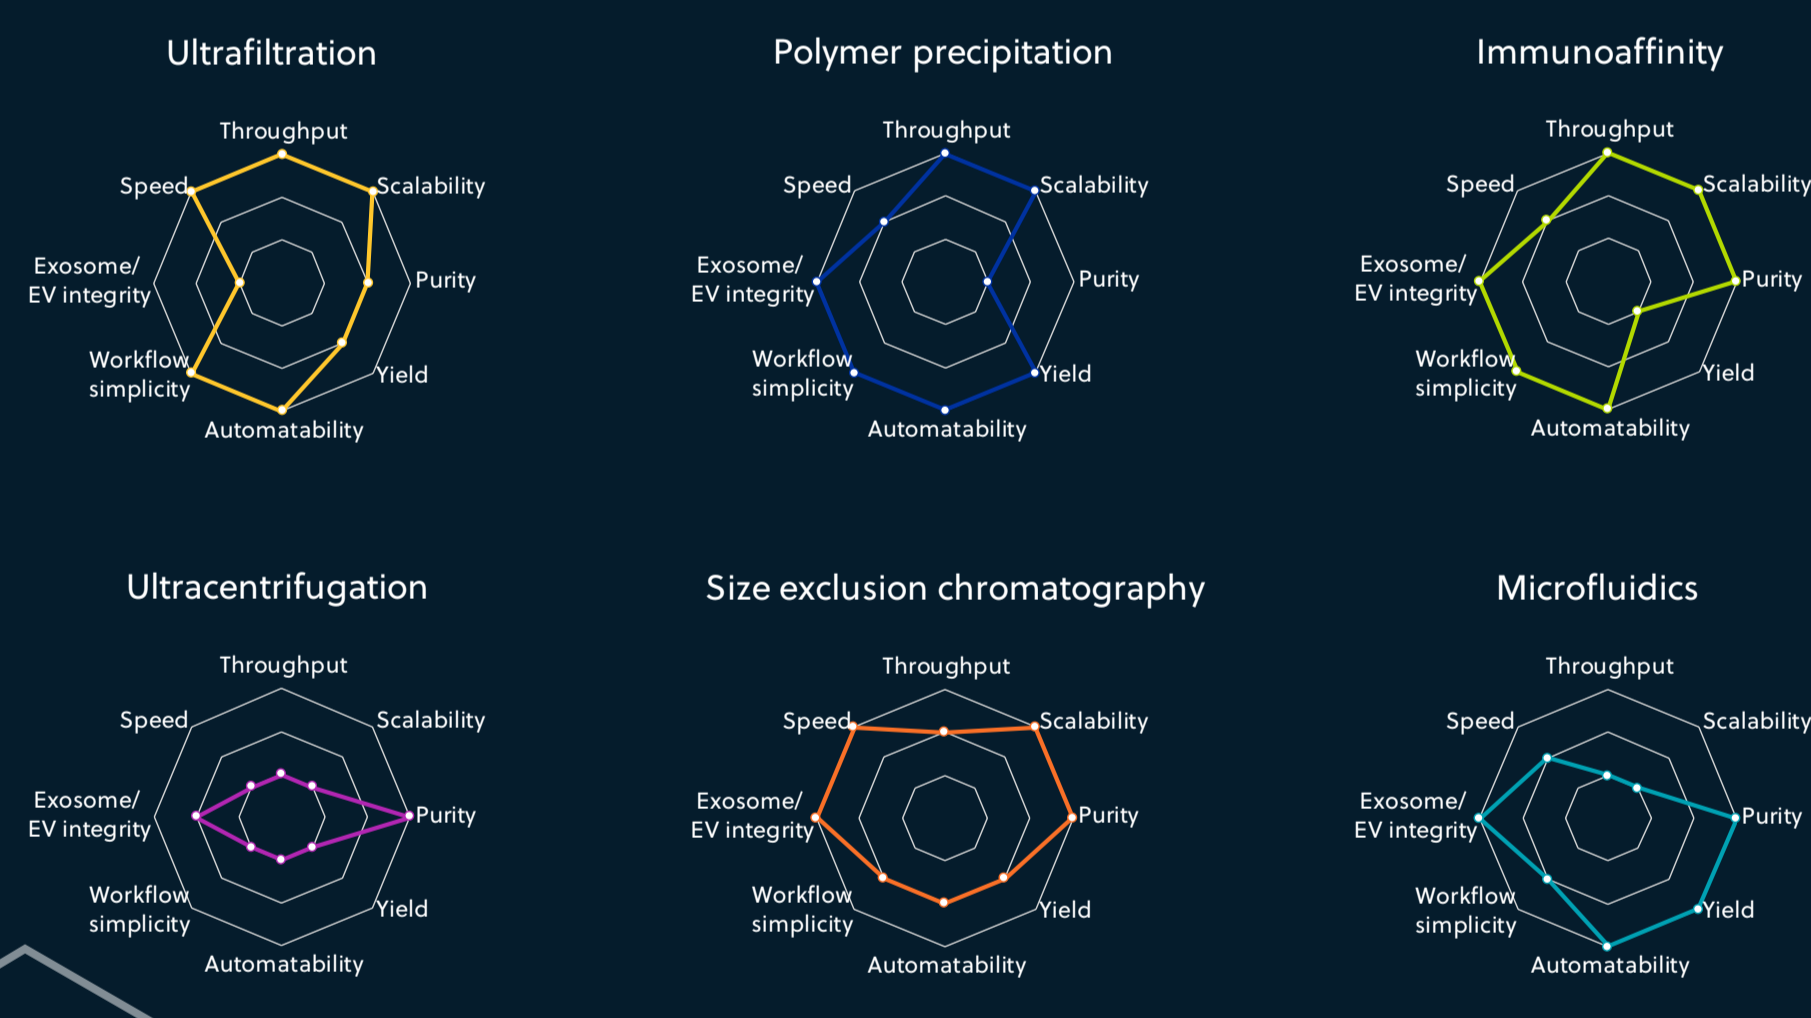 Ultrafiltration
Throughput
Speed
Scalability
Exosome/
EV integrity
Purity
Workflow
simplicity
Yield
Automatability
Polymer precipitation
Throughput
Speed
Scalability
Exosome/
EV integrity
Purity
Workflow
simplicity
Yield
Automatability
Immunoaffinity
Throughput
Speed
Scalability
Exosome/
EV integrity
Purity
Workflow
simplicity
Yield
Automatability
Ultracentrifugation
Throughput
Speed
Scalability
Exosome/
EV integrity
Purity
Workflow
simplicity
Yield
Automatability
Size exclusion chromatography
Throughput
Speed
Scalability
Exosome/
EV integrity
Purity
Workflow
simplicity
Yield
Automatability
Microfluidics
Throughput
Speed
Scalability
Exosome/
EV integrity
Purity
Workflow
simplicity
Yield
Automatability